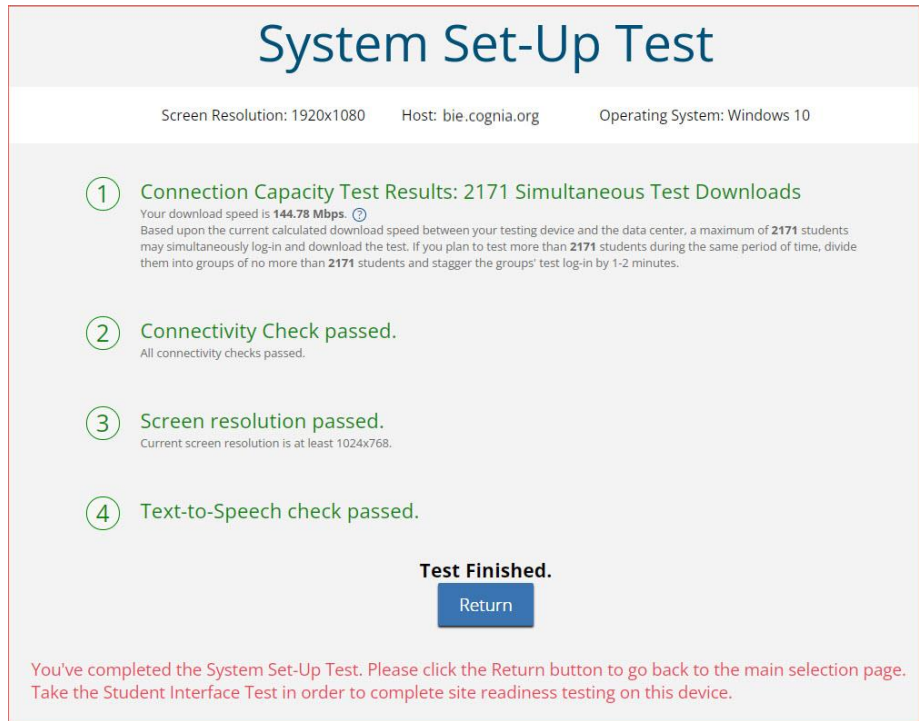 System Set-Up Test
Screen Resolution: 1920x1080 Host: bie.cognia.org Operating System: Windows 10
1 Connection Capacity Test Results: 2171 Simultaneous Test Downloads
Your download speed is 144.78 Mbps. ?
Based upon the current calculated download speed between your testing device and the data center, a maximum of 2171 students
may simultaneously log-in and download the test. If you plan to test more than 2171 students during the same period of time, divide
them into groups of no more than 2171 students and stagger the groups' test log-in by 1-2 minutes.
2 Connectivity Check passed.
All connectivity checks passed.
3 Screen resolution passed.
Current screen resolution is at least 1024x768.
4 Text-to-Speech check passed.
Test Finished.
Return
You've completed the System Set-Up Test. Please click the Return button to go back to the main selection page.
Take the Student Interface Test in order to complete site readiness testing on this device.